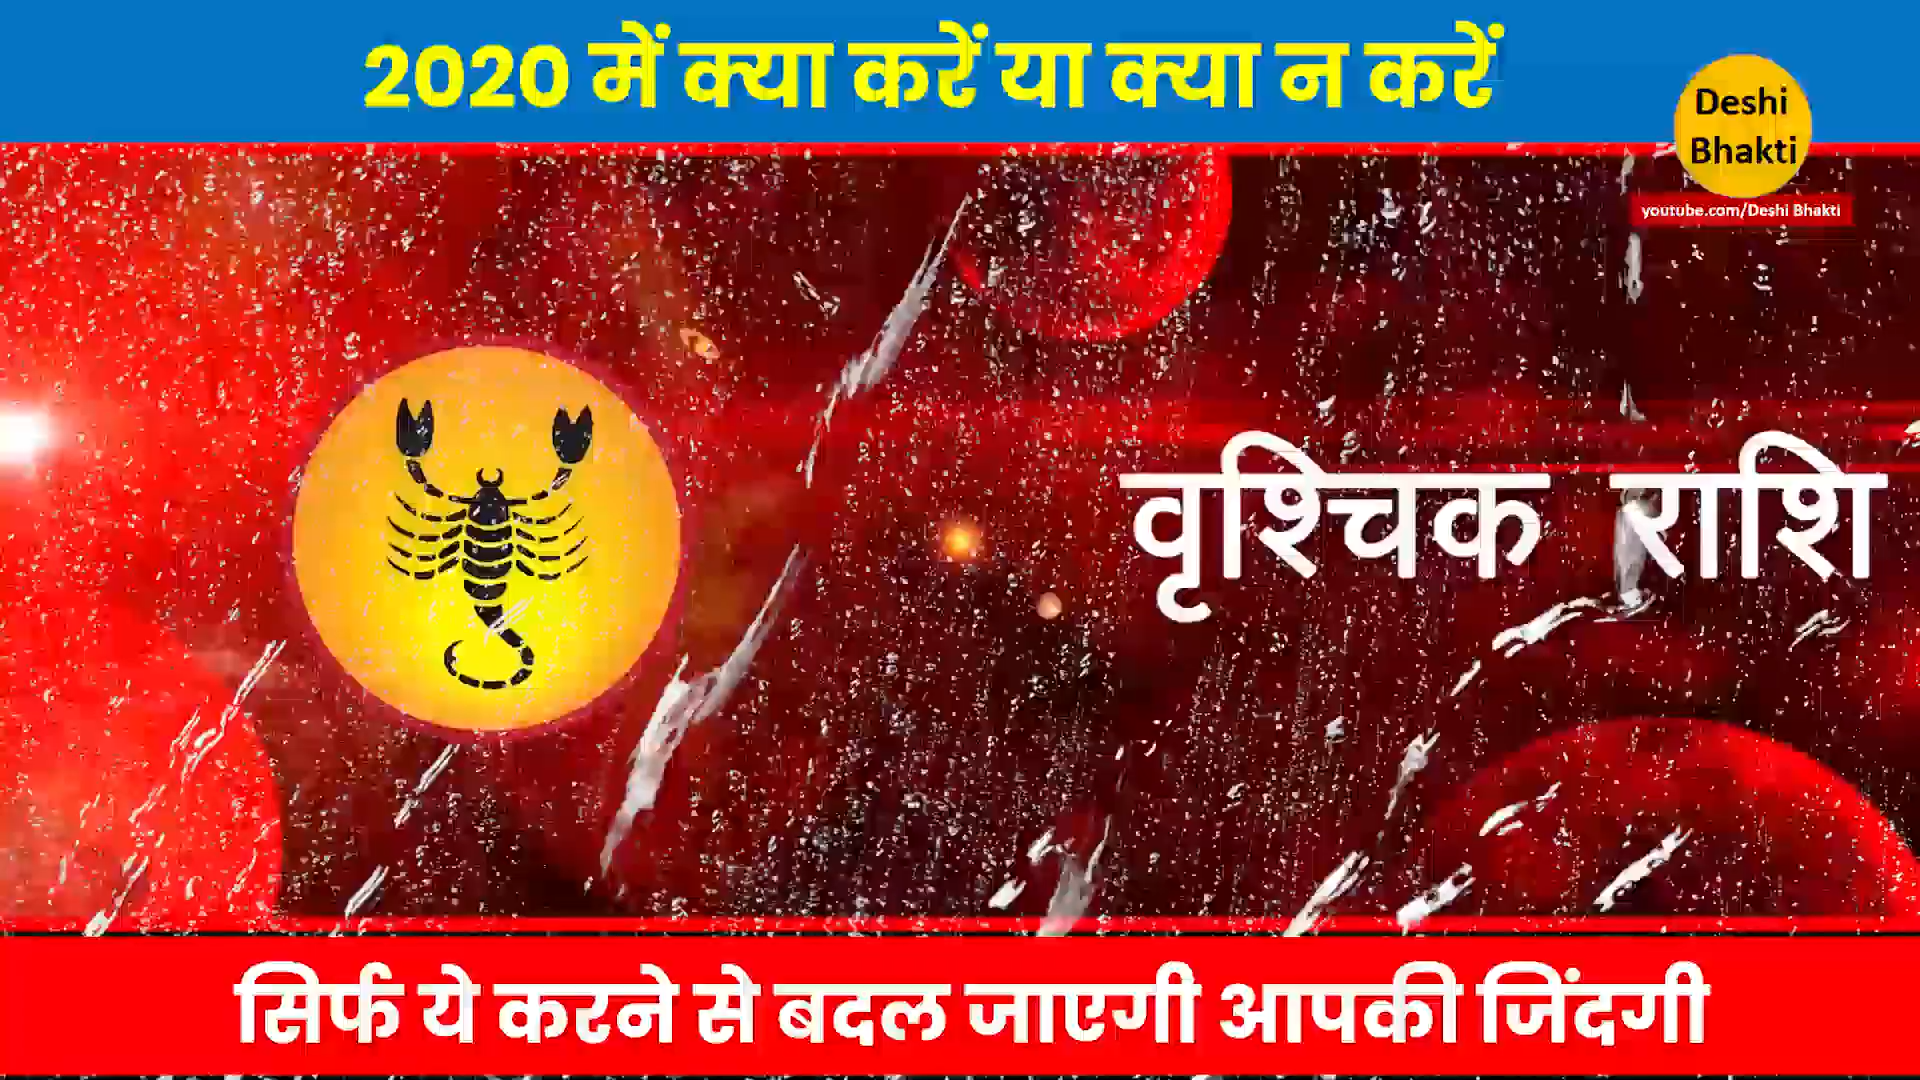 2020 में क्या करें या क्या न करें
Deshi
Bhakti
youtube.com/Deshi Bhakti
वृश्चिक राशि
सिर्फ ये करने से बदल जाएगी आपकी जिंदगी